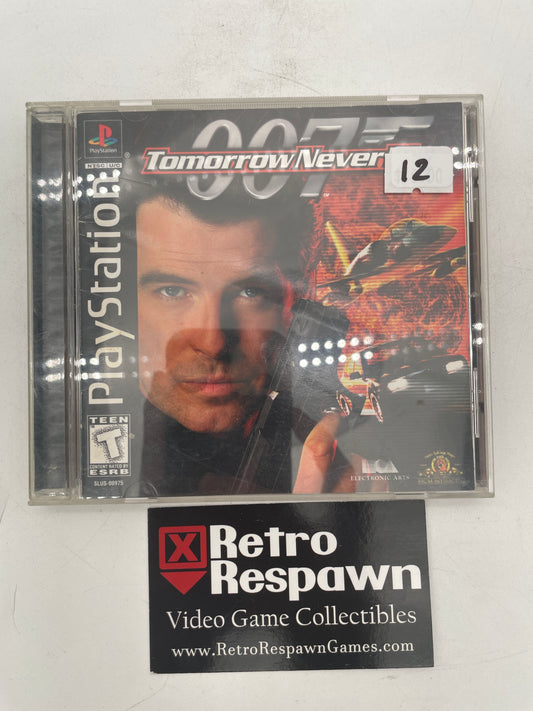 PlayStation
NTSC U/C
007
Tomorrow Never
12
PlayStation
TEEN
T
CONTENT RATED BY
ESRB
SLUS-00975
ELECTRONIC ARTS
X Retro
Respawn
Video Game Collectibles
www.RetroRespawnGames.com